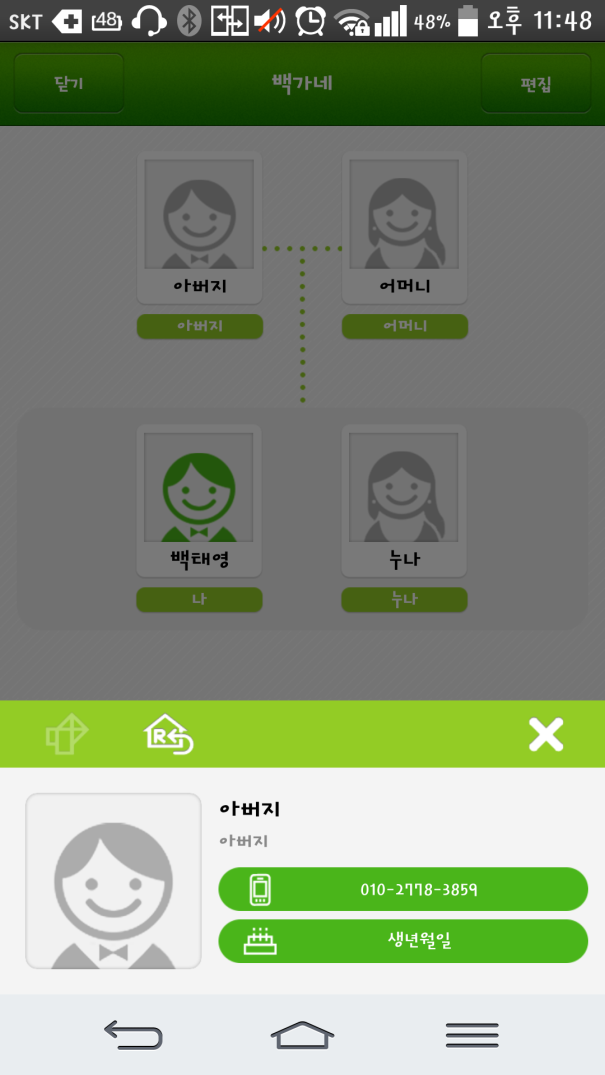 SKT 48 48% 오후 11:48
닫기 백가네 편집
아버지 어머니
아버지 어머니
백태영 누나
나 누나
R
아버지
아버지
010-2778-3859
생년월일